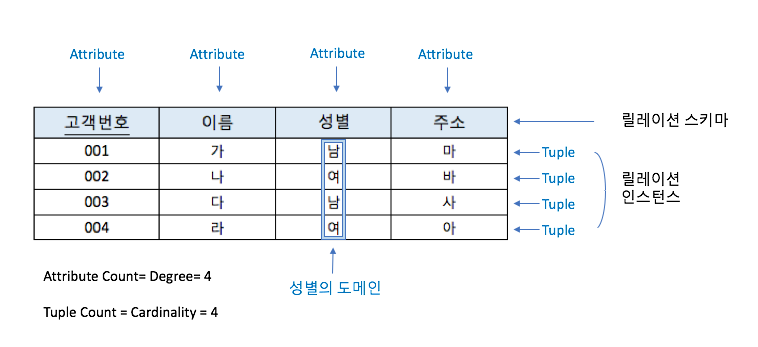 Attribute Attribute Attribute Attribute
고객번호 이름 성별 주소 릴레이션 스키마
001 가 남 마 Tuple
002 나 여 바 Tuple
릴레이션
인스턴스
003 다 남 사 Tuple
004 라 여 아 Tuple
Attribute Count= Degree= 4
성별의 도메인
Tuple Count = Cardinality = 4